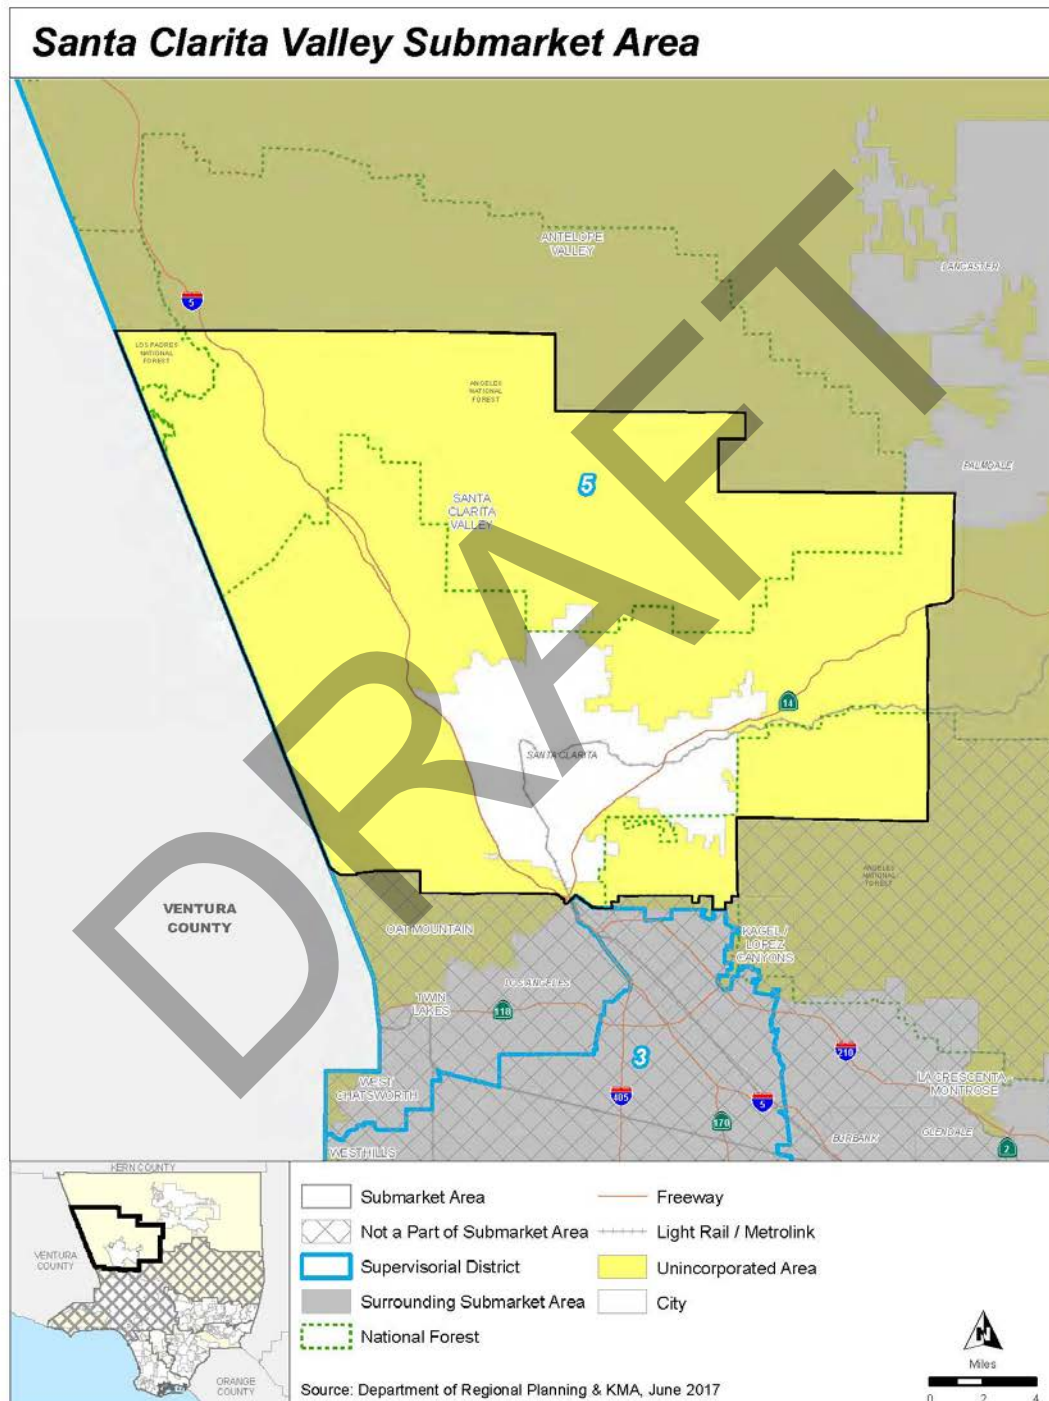 Santa Clarita Valley Submarket Area
ANTELOPE
VALLEY
LANCASTER
5
LOS PADRES
NATIONAL
FOREST
ANGELES
NATIONAL
FOREST
PALMDALE
5
SANTA
CLARITA
VALLEY
DRAFT
14
SANTA CLARITA
ANGELES
NATIONAL
FOREST
VENTURA
COUNTY
OAT MOUNTAIN
KAGEL /
LOPEZ
CANYONS
LOS ANGELES
TWIN
LAKES
118
3
210
WEST
CHATSWORTH
LA CRESCENTA
MONTROSE
405
5
170
BURBANK
GLENDALE
2
WESTHILLS
KERN COUNTY
VENTURA
COUNTY
ORANGE
COUNTY
Submarket Area
Freeway
Not a Part of Submarket Area
Light Rail / Metrolink
Supervisorial District
Unincorporated Area
Surrounding Submarket Area
City
National Forest
N
Miles
0 2 4
Source: Department of Regional Planning & KMA, June 2017